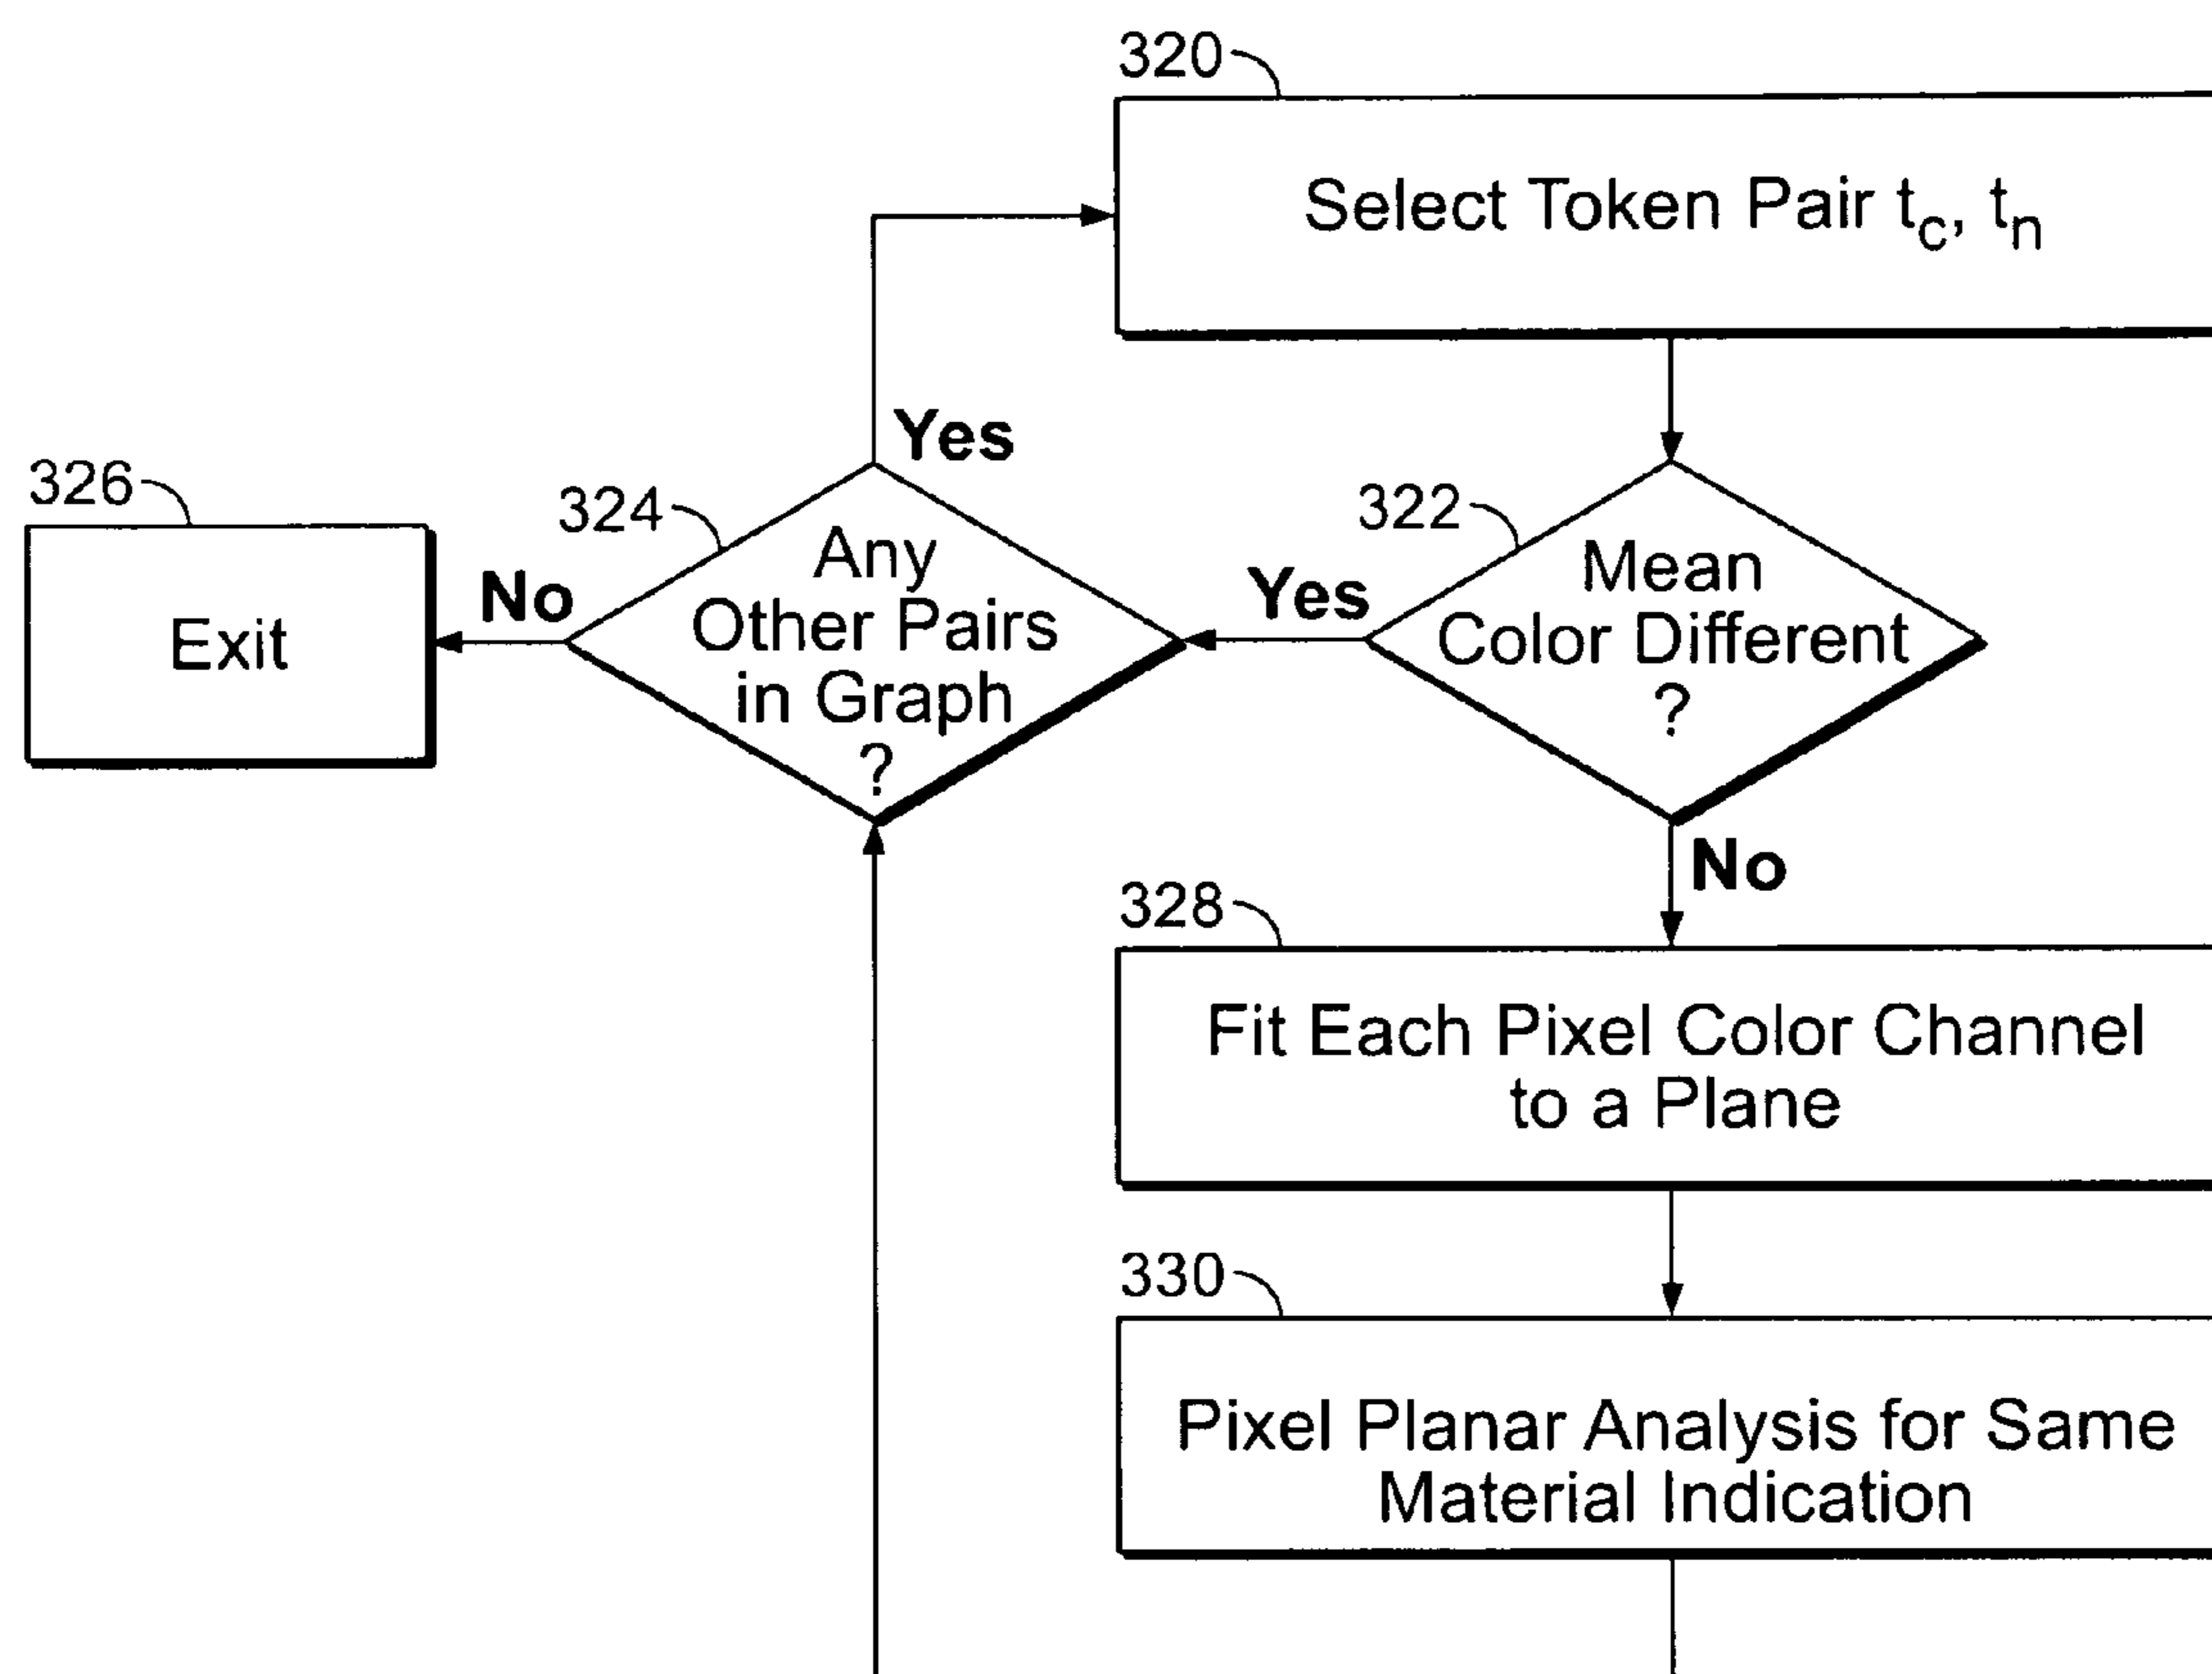 320
Select Token Pair tc, tn
Yes
326
324
322
Any
Other Pairs
in Graph
?
Mean
Color Different
?
No
Yes
Exit
No
328
Fit Each Pixel Color Channel
to a Plane
330
Pixel Planar Analysis for Same
Material Indication